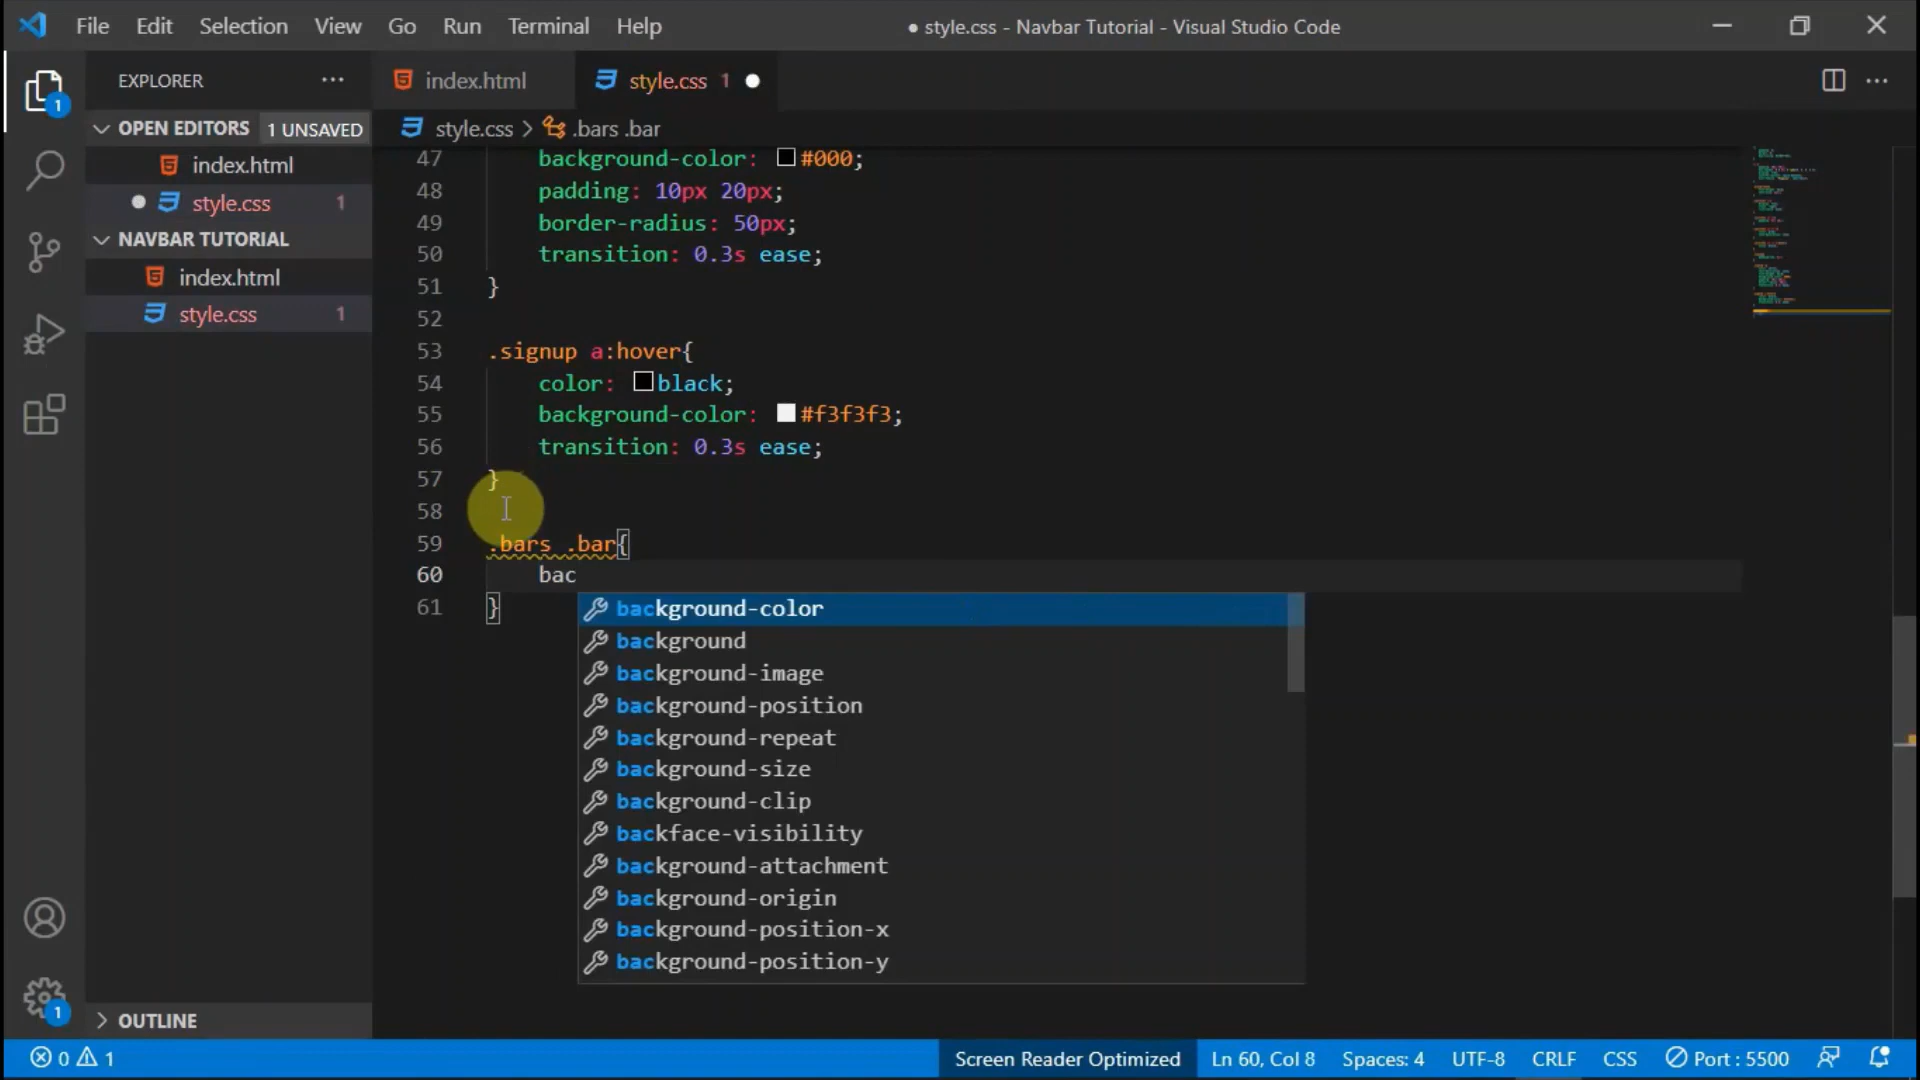 File Edit Selection View Go Run Terminal Help ● style.css - Navbar Tutorial - Visual Studio Code
EXPLORER ···
index.html style.css 1 ●
OPEN EDITORS 1 UNSAVED
style.css > .bars .bar
index.html
style.css 1
NAVBAR TUTORIAL
index.html
style.css 1
1
47 background-color: #000;
48 padding: 10px 20px;
49 border-radius: 50px;
50 transition: 0.3s ease;
51 }
52
53 .signup a:hover{
54 color: black;
55 background-color: #f3f3f3;
56 transition: 0.3s ease;
57 }
58
59 .bars .bar{
60 bac
61 }
background-color
background
background-image
background-position
background-repeat
background-size
background-clip
backface-visibility
background-attachment
background-origin
background-position-x
background-position-y
1
OUTLINE
0 1 Screen Reader Optimized Ln 60, Col 8 Spaces: 4 UTF-8 CRLF CSS Port : 5500